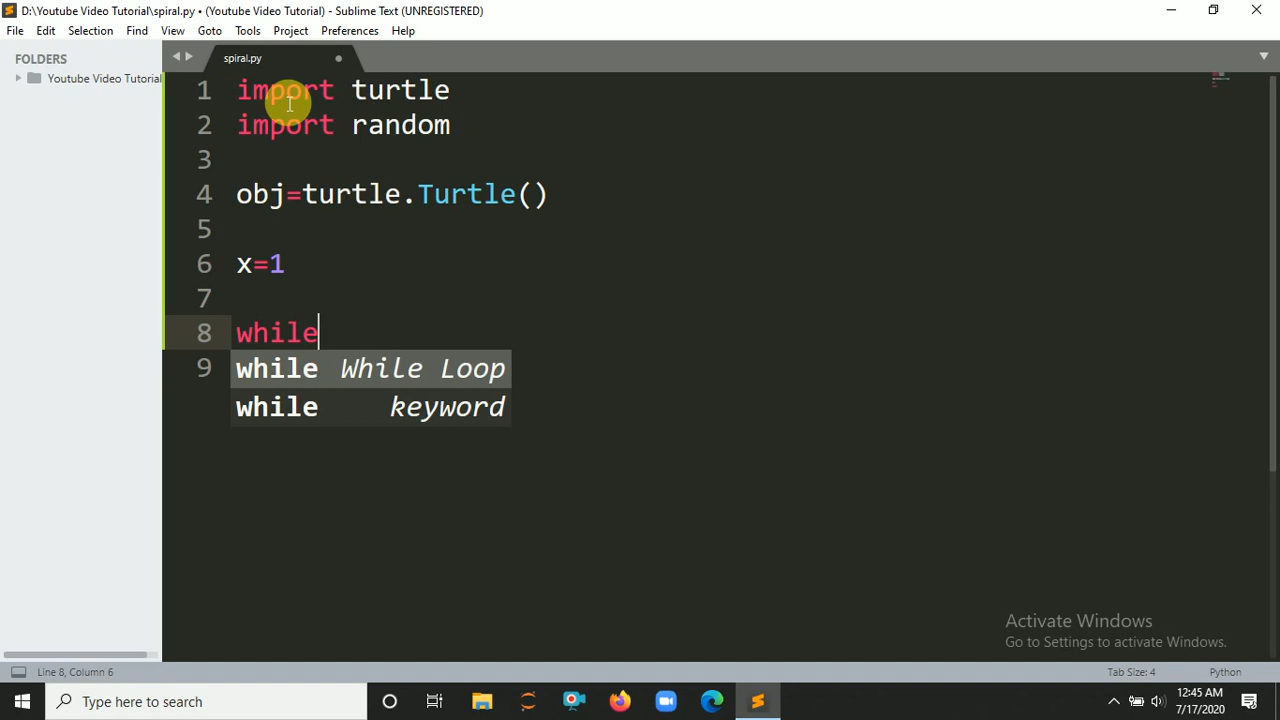 D:\Youtube Video Tutorial\spiral.py • (Youtube Video Tutorial) - Sublime Text (UNREGISTERED)
File Edit Selection Find View Goto Tools Project Preferences Help
FOLDERS
Youtube Video Tutorial
spiral.py
1 import turtle
2 import random
3
4 obj=turtle.Turtle()
5
6 x=1
7
8 while
9
while While Loop
while keyword
Activate Windows
Go to Settings to activate Windows.
Line 8, Column 6
Tab Size: 4
Python
Type here to search
12:45 AM
7/17/2020